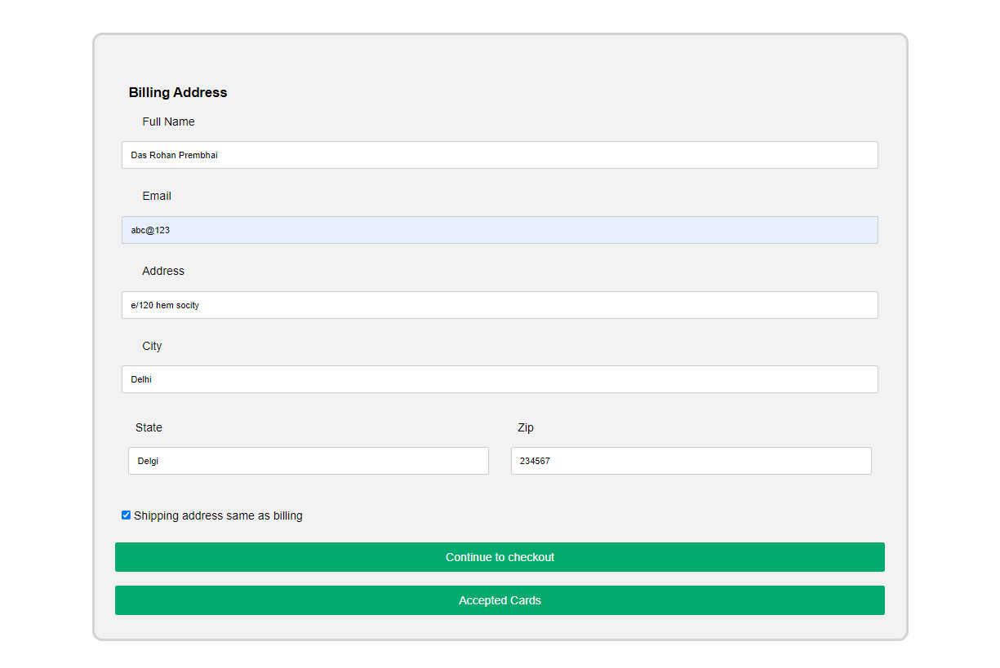 Billing Address
Full Name
Das Rohan Prembhai
Email
abc@123
Address
e/120 hem socity
City
Delhi
State
Zip
Delgi
234567
Shipping address same as billing
Continue to checkout
Accepted Cards